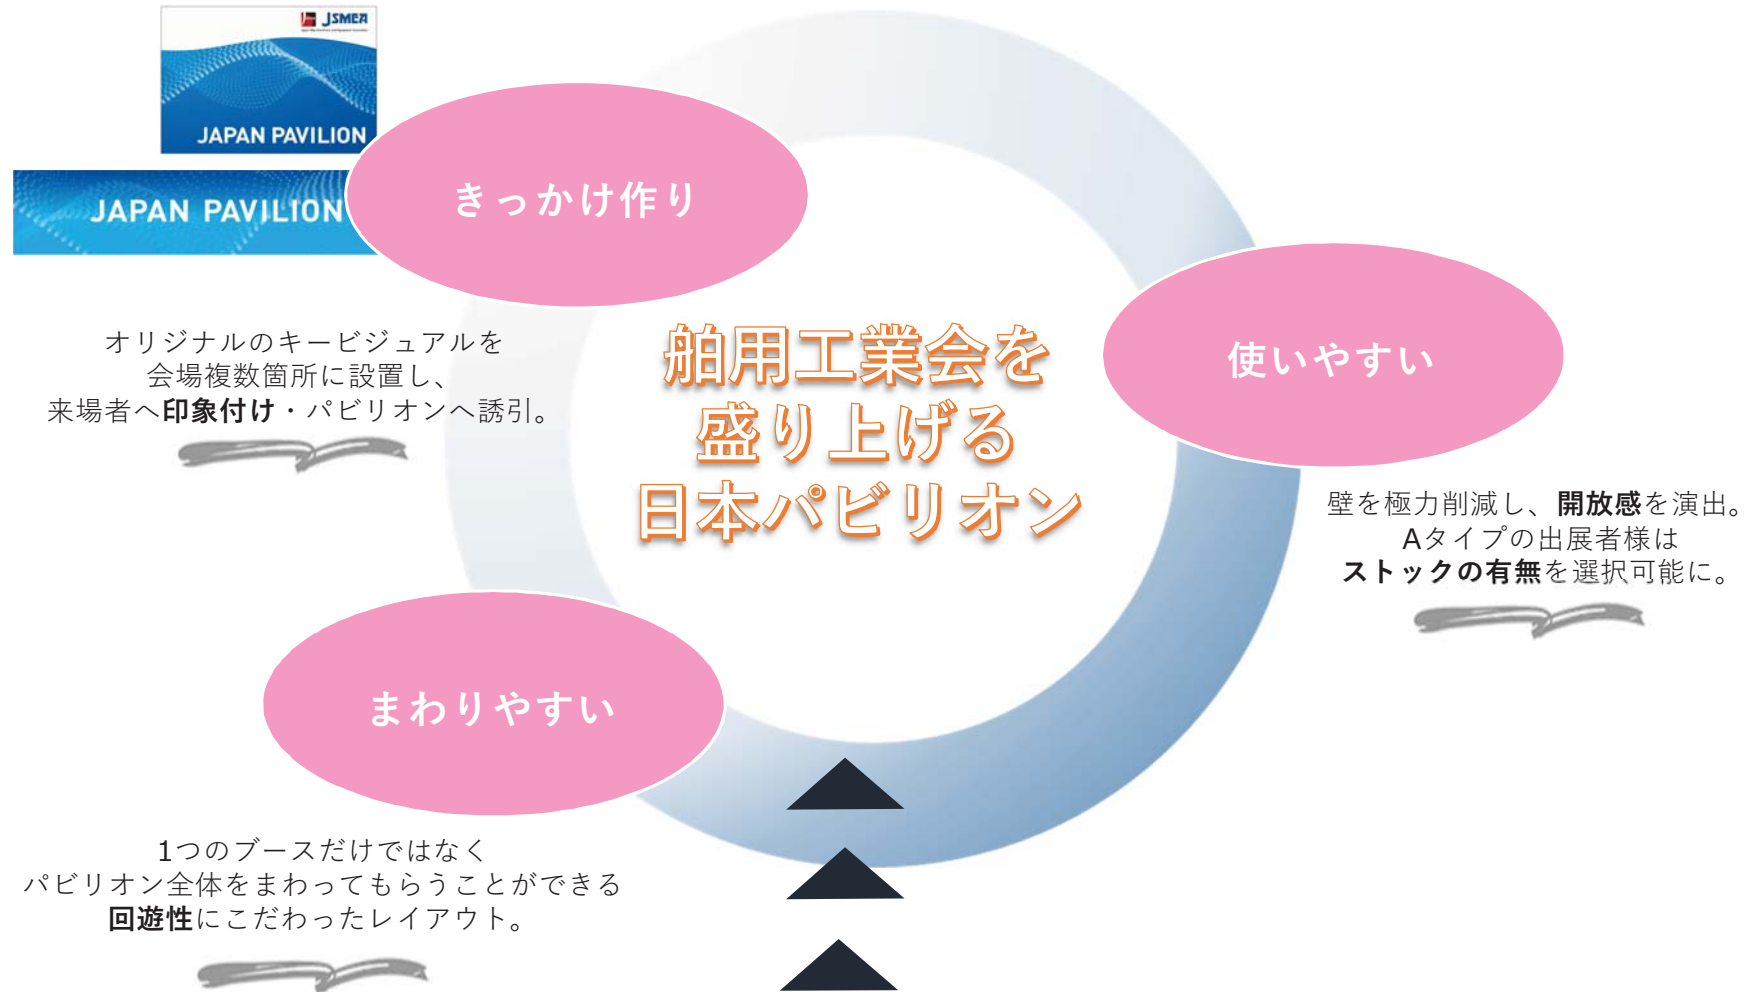 JSMEA
JAPAN PAVILION
JAPAN PAVILION
きっかけ作り
オリジナルのキービジュアルを
会場複数箇所に設置し、
来場者へ印象付け・パビリオンへ誘引。
舶用工業会を
盛り上げる
日本パビリオン
使いやすい
壁を極力削減し、開放感を演出。
Aタイプの出展者様は
ストックの有無を選択可能に。
まわりやすい
1つのブースだけではなく
パビリオン全体をまわってもらうことができる
回遊性にこだわったレイアウト。